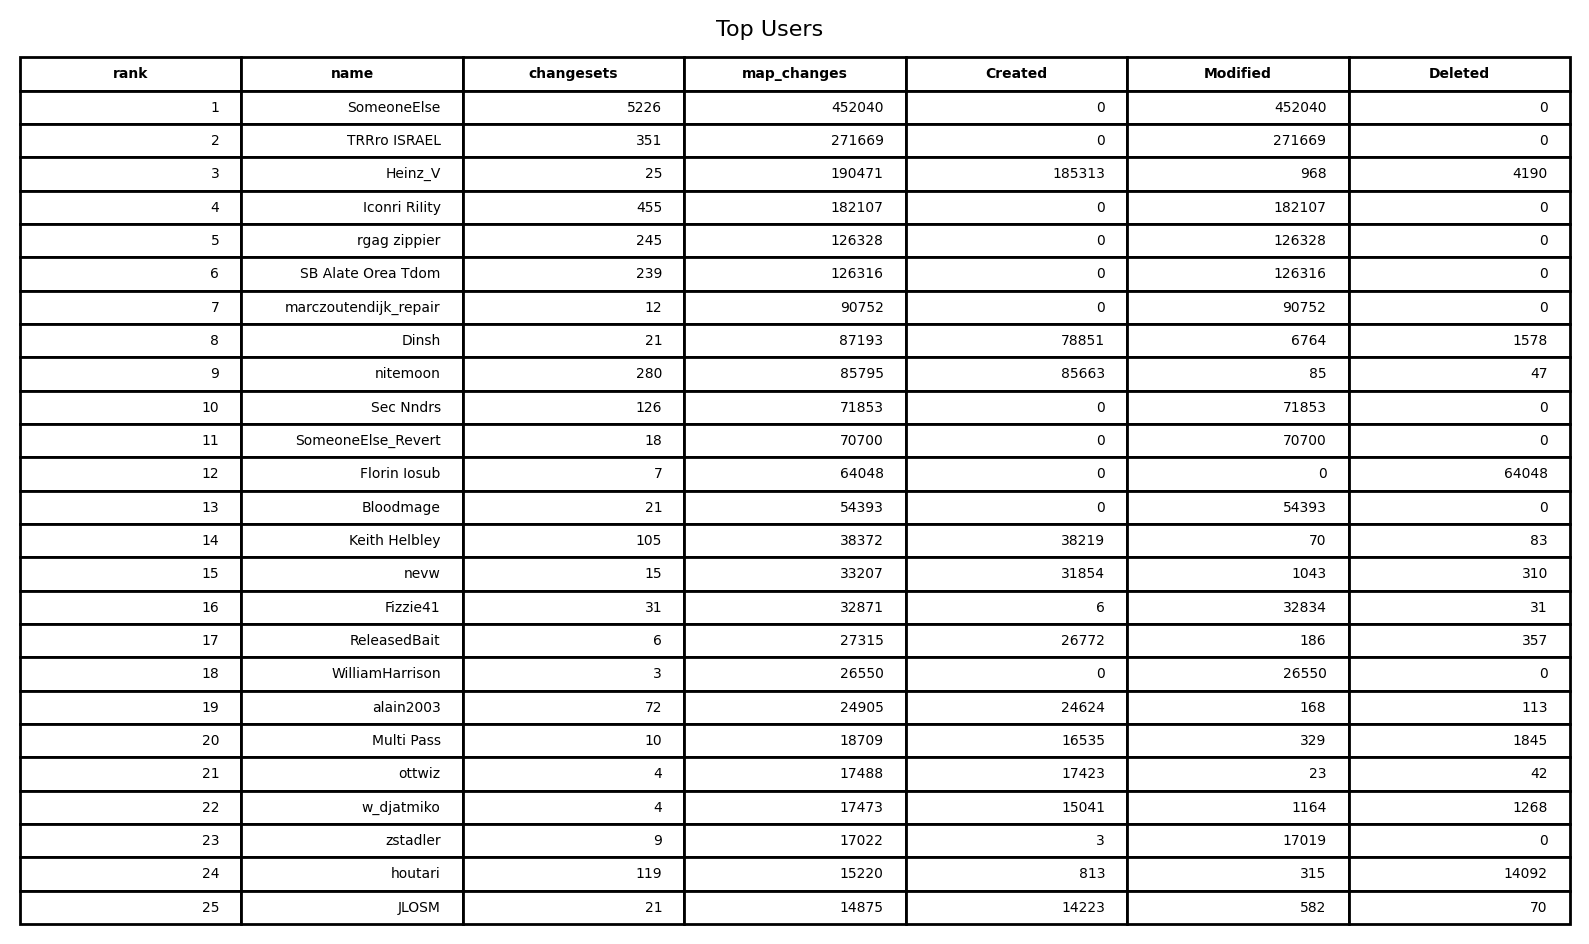 Top Users
rank name changesets map_changes Created Modified Deleted
1 SomeoneElse 5226 452040 0 452040 0
2 TRRro ISRAEL 351 271669 0 271669 0
3 Heinz_V 25 190471 185313 968 4190
4 Iconri Rility 455 182107 0 182107 0
5 rgag zippier 245 126328 0 126328 0
6 SB Alate Orea Tdom 239 126316 0 126316 0
7 marczoutendijk_repair 12 90752 0 90752 0
8 Dinsh 21 87193 78851 6764 1578
9 nitemoon 280 85795 85663 85 47
10 Sec Nndrs 126 71853 0 71853 0
11 SomeoneElse_Revert 18 70700 0 70700 0
12 Florin Iosub 7 64048 0 0 64048
13 Bloodmage 21 54393 0 54393 0
14 Keith Helbley 105 38372 38219 70 83
15 nevw 15 33207 31854 1043 310
16 Fizzie41 31 32871 6 32834 31
17 ReleasedBait 6 27315 26772 186 357
18 WilliamHarrison 3 26550 0 26550 0
19 alain2003 72 24905 24624 168 113
20 Multi Pass 10 18709 16535 329 1845
21 ottwiz 4 17488 17423 23 42
22 w_djatmiko 4 17473 15041 1164 1268
23 zstadler 9 17022 3 17019 0
24 houtari 119 15220 813 315 14092
25 JLOSM 21 14875 14223 582 70